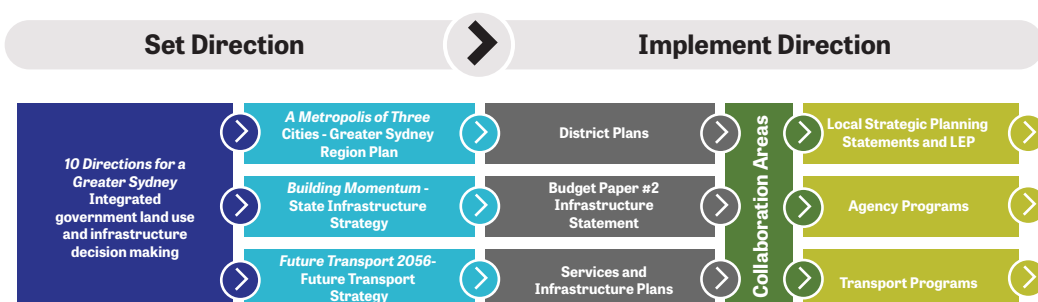 Set Direction
Implement Direction
10 Directions for a
Greater Sydney
Integrated
government land use
and infrastructure
decision making
A Metropolis of Three
Cities - Greater Sydney
Region Plan
District Plans
Collaboration Areas
Local Strategic Planning
Statements and LEP
Building Momentum -
State Infrastructure
Strategy
Budget Paper #2
Infrastructure
Statement
Agency Programs
Future Transport 2056-
Future Transport
Strategy
Services and
Infrastructure Plans
Transport Programs